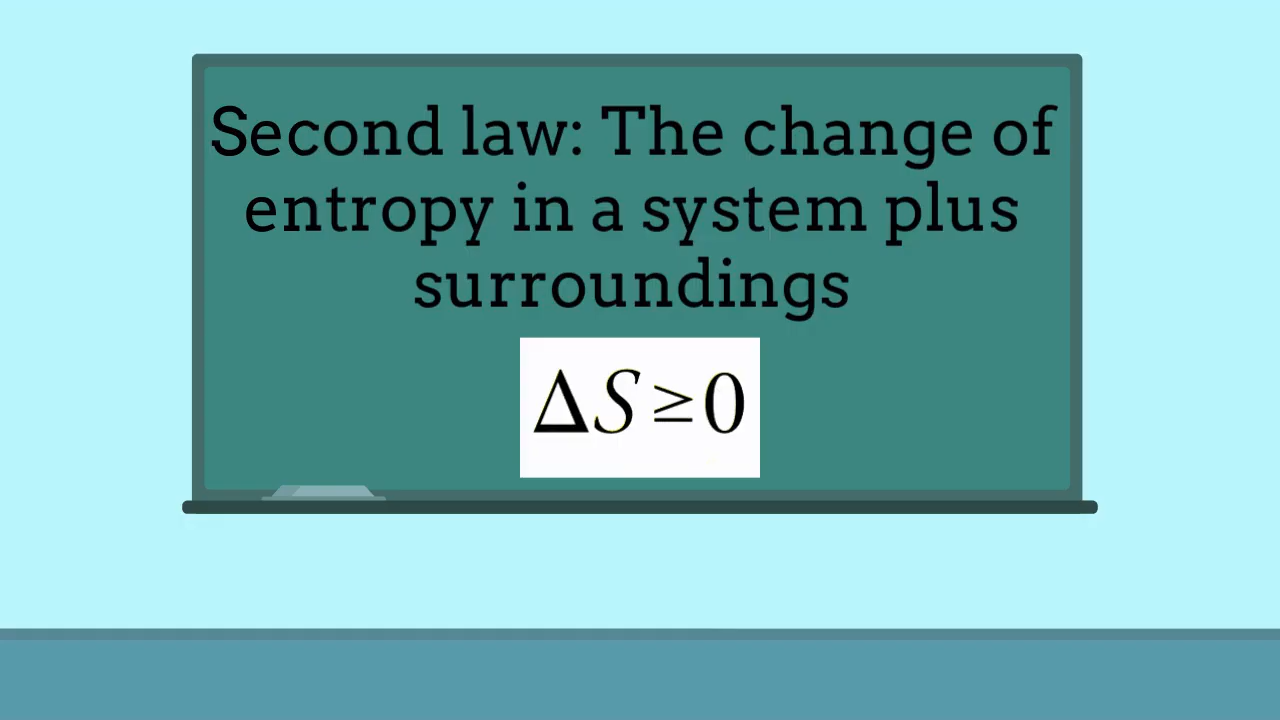 Second law: The change of
entropy in a system plus
surroundings
ΔS≥0